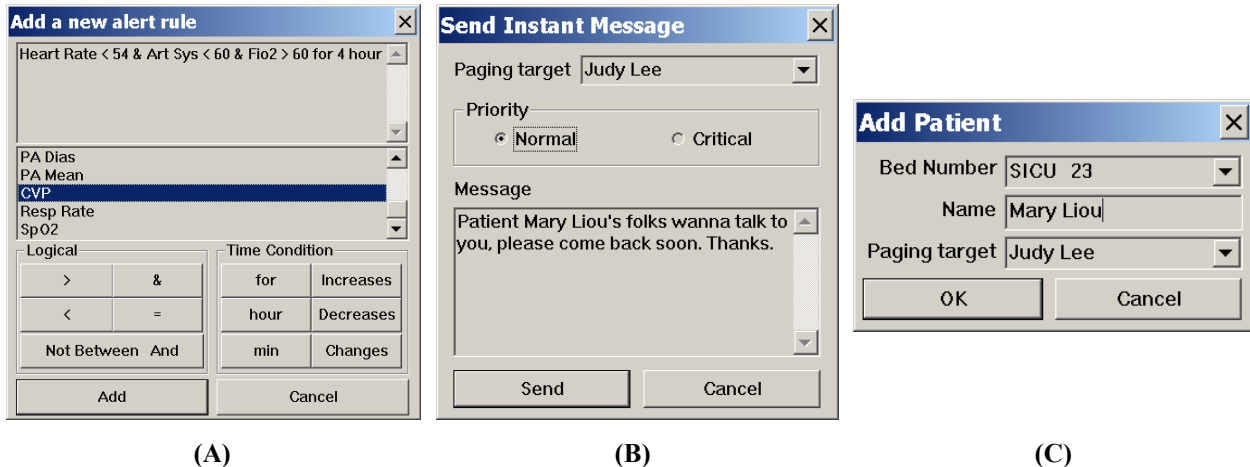 Add a new alert rule
Heart Rate < 54 & Art Sys < 60 & Fio2 > 60 for 4 hour
PA Dias
PA Mean
CVP
Resp Rate
SpO2
Logical
> &
< =
Not Between And
Time Condition
for Increases
hour Decreases
min Changes
Add Cancel
(A)
Send Instant Message
Paging target Judy Lee
Priority
Normal Critical
Message
Patient Mary Liou's folks wanna talk to
you, please come back soon. Thanks.
Send Cancel
(B)
Add Patient
Bed Number SICU 23
Name Mary Liou
Paging target Judy Lee
OK Cancel
(C)